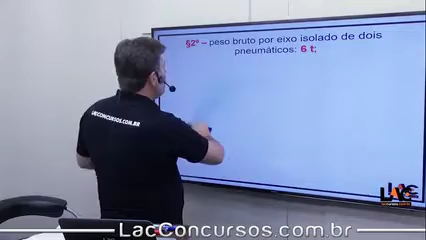 §2º – peso bruto por eixo isolado de dois
pneumáticos: 6 t;
LACCONCURSOS.COM.BR
LAC
LacConcursos.com.br